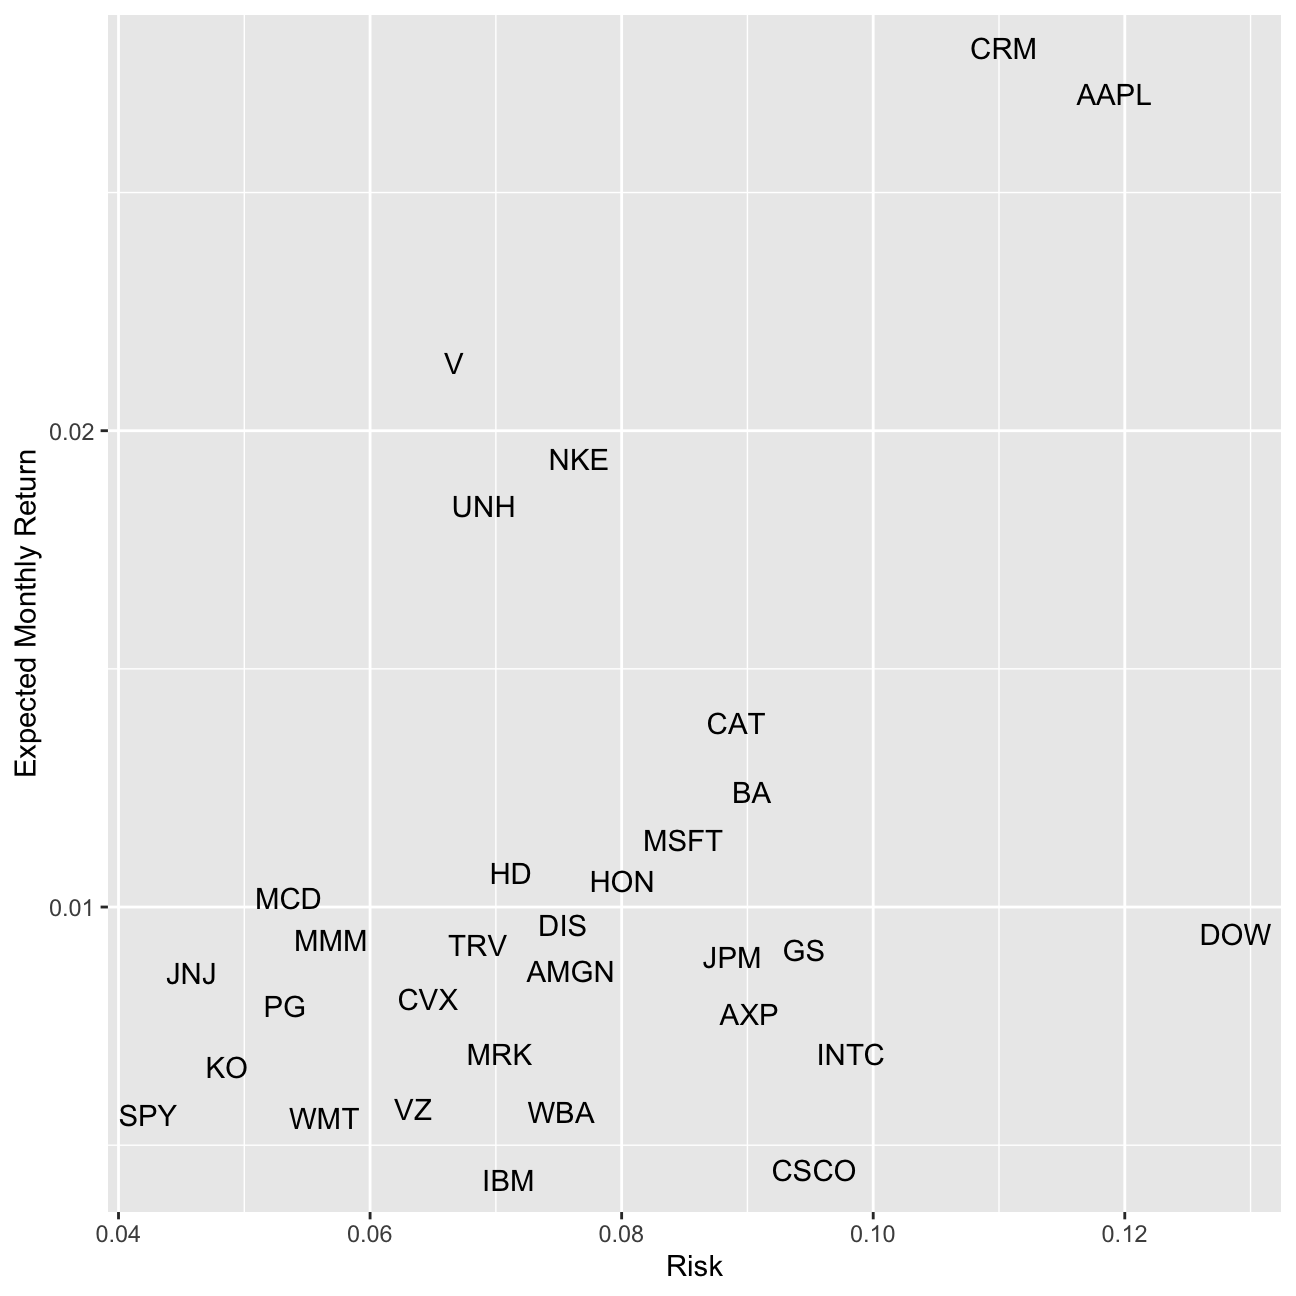 CRM
AAPL
V
0.02
NKE
UNH
Expected Monthly Return
CAT
BA
MSFT
HD
HON
MCD
0.01
DIS
DOW
MMM
TRV
GS
JPM
JNJ
AMGN
PG
CVX
AXP
MRK
INTC
KO
SPY
WMT
VZ
WBA
CSCO
IBM
0.04 0.06 0.08 0.10 0.12
Risk